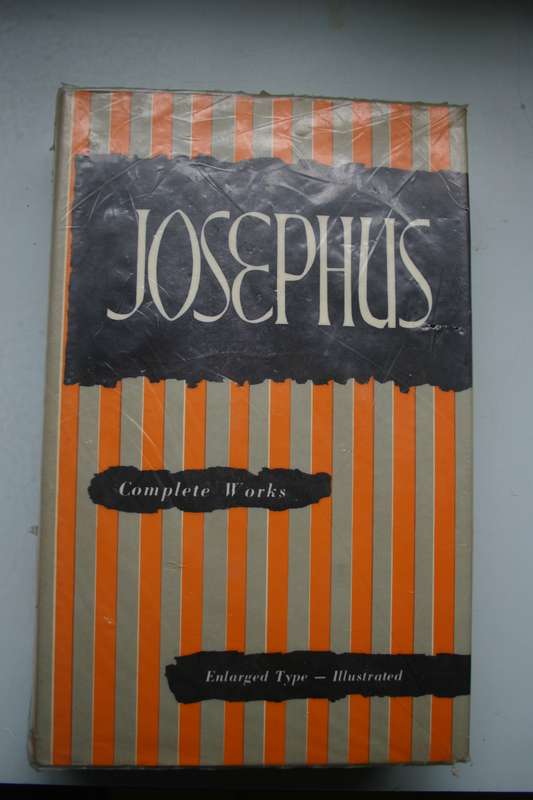 JOSEPHUS
Complete Works
Enlarged Type — Illustrated